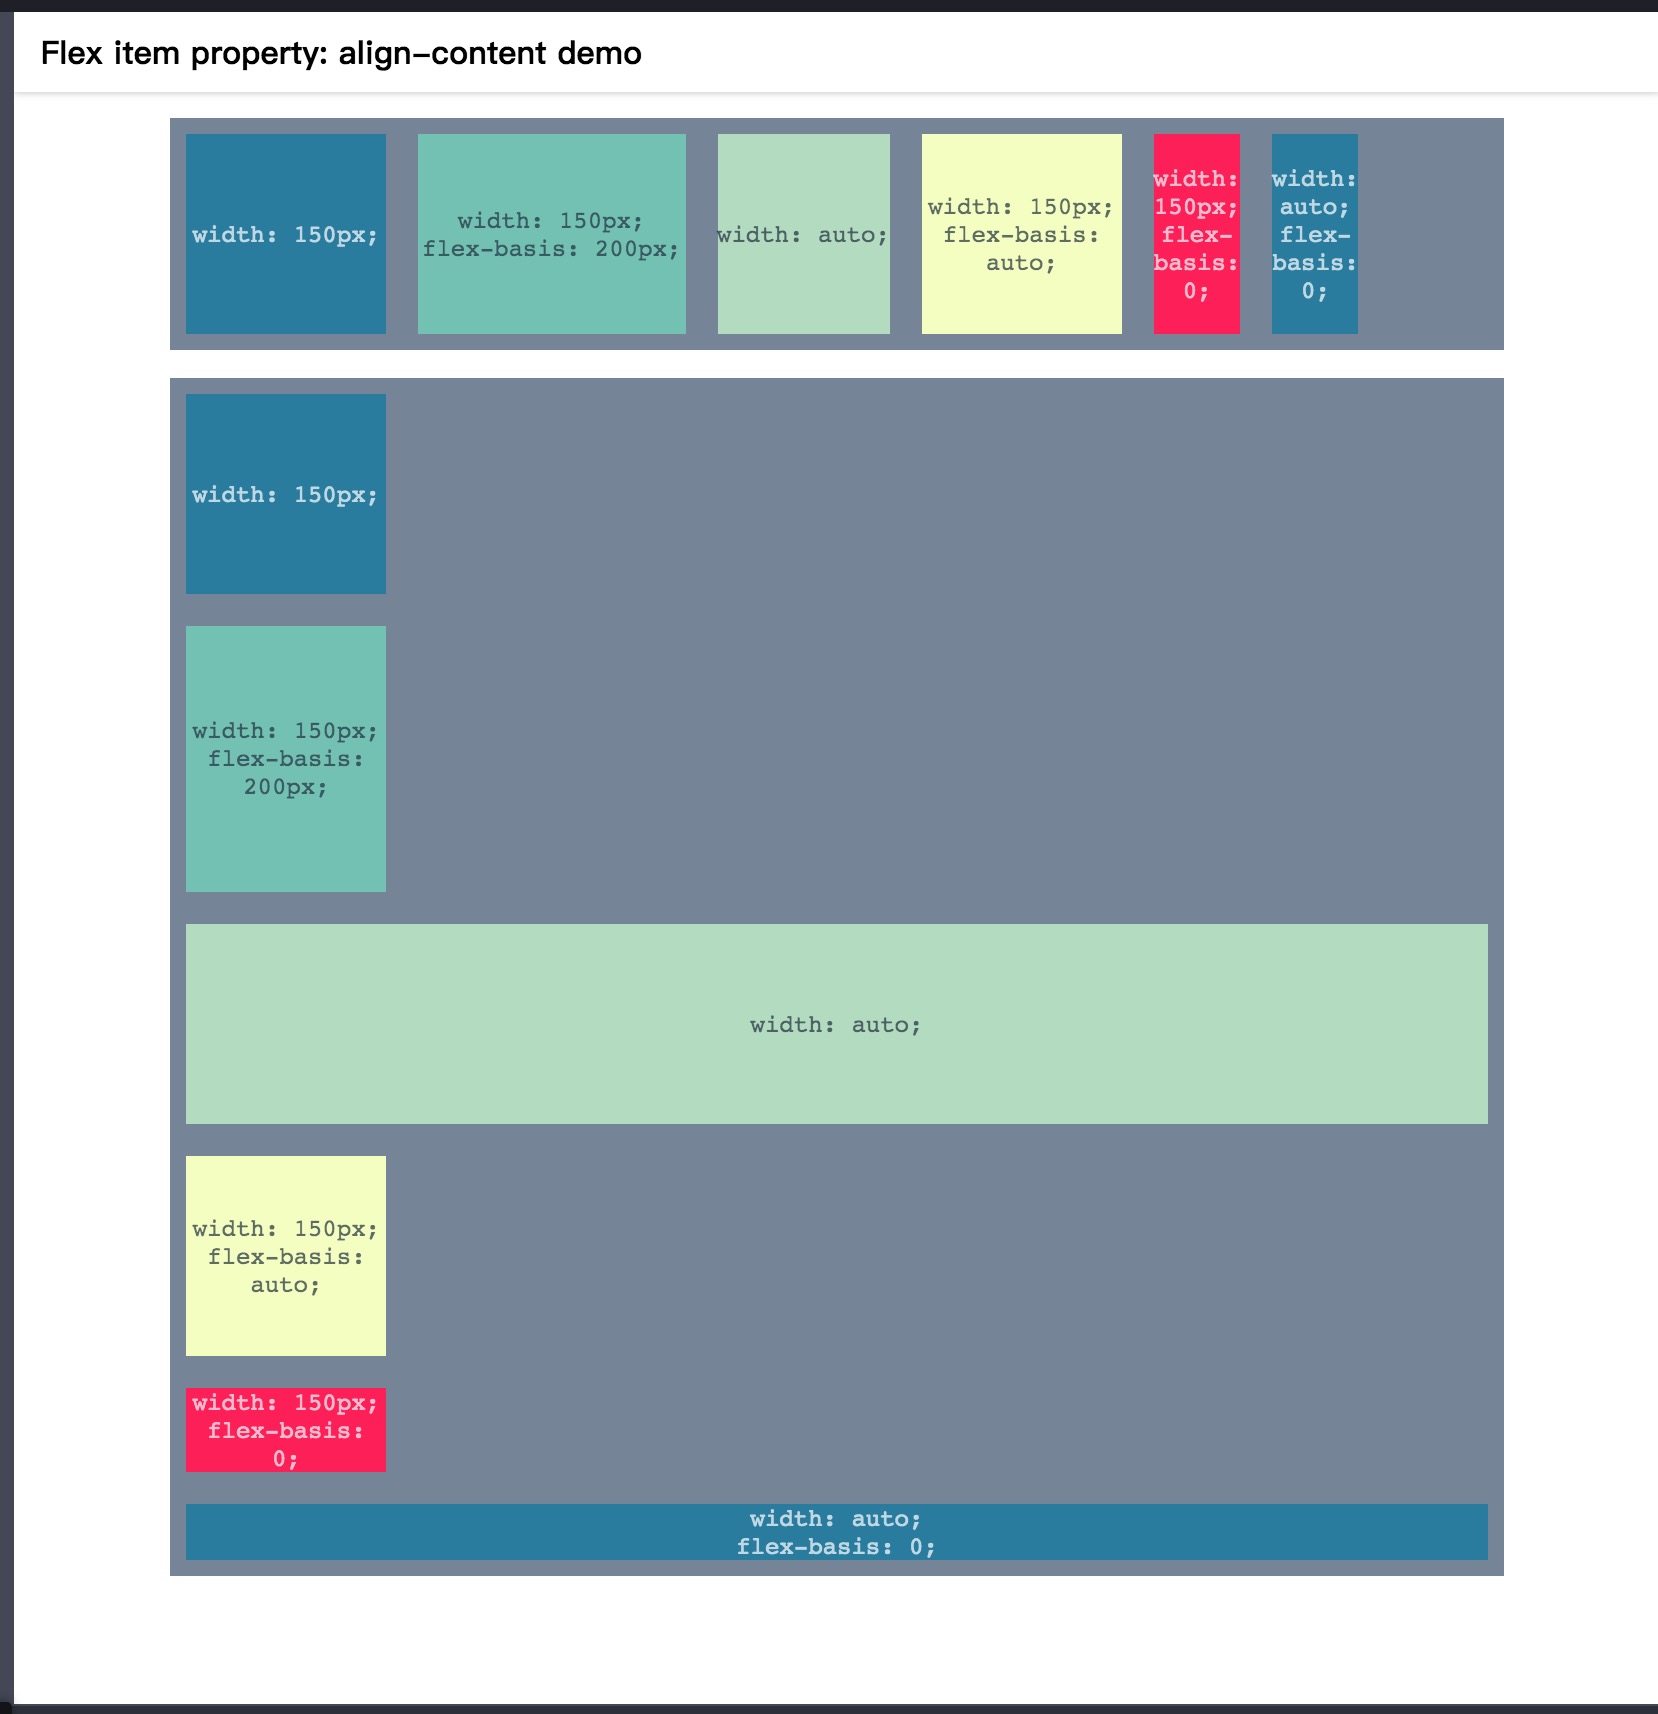 Flex item property: align-content demo
width: 150px;
width: 150px;
flex-basis: 200px;
width: auto;
width: 150px;
flex-basis:
auto;
width:
150px;
flex-
basis:
0;
width:
auto;
flex-
basis:
0;
width: 150px;
width: 150px;
flex-basis:
200px;
width: auto;
width: 150px;
flex-basis:
auto;
width: 150px;
flex-basis:
0;
width: auto;
flex-basis: 0;